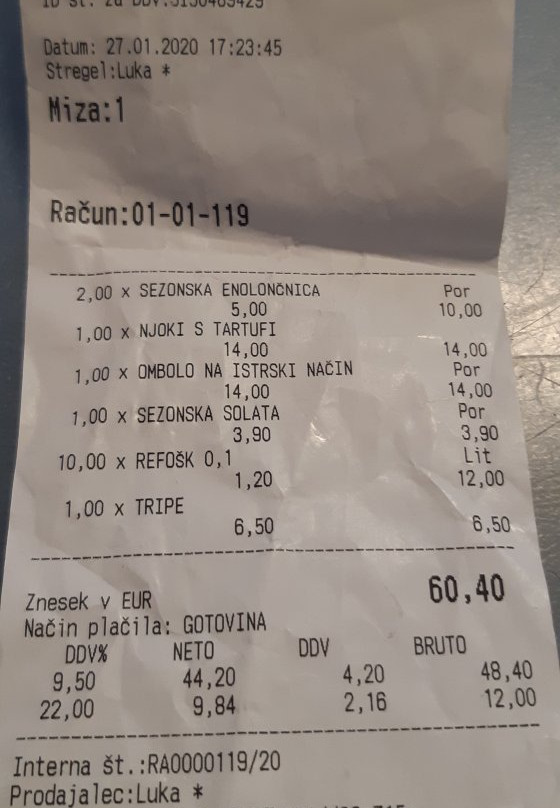 Datum: 27.01.2020 17:23:45
Stregel:Luka *
Miza:1
Račun:01-01-119
2,00 x SEZONSKA ENOLONČNICA Por
5,00 10,00
1,00 x NJOKI S TARTUFI
14,00 14,00
1,00 x OMBOLO NA ISTRSKI NAČIN Por
14,00 14,00
1,00 x SEZONSKA SOLATA Por
3,90 3,90
10,00 x REFOŠK 0,1 Lit
1,20 12,00
1,00 x TRIPE
6,50 6,50
Znesek v EUR 60,40
Način plačila: GOTOVINA
DDV% NETO DDV BRUTO
9,50 44,20 4,20 48,40
22,00 9,84 2,16 12,00
Interna št.:RA0000119/20
Prodajalec:Luka *